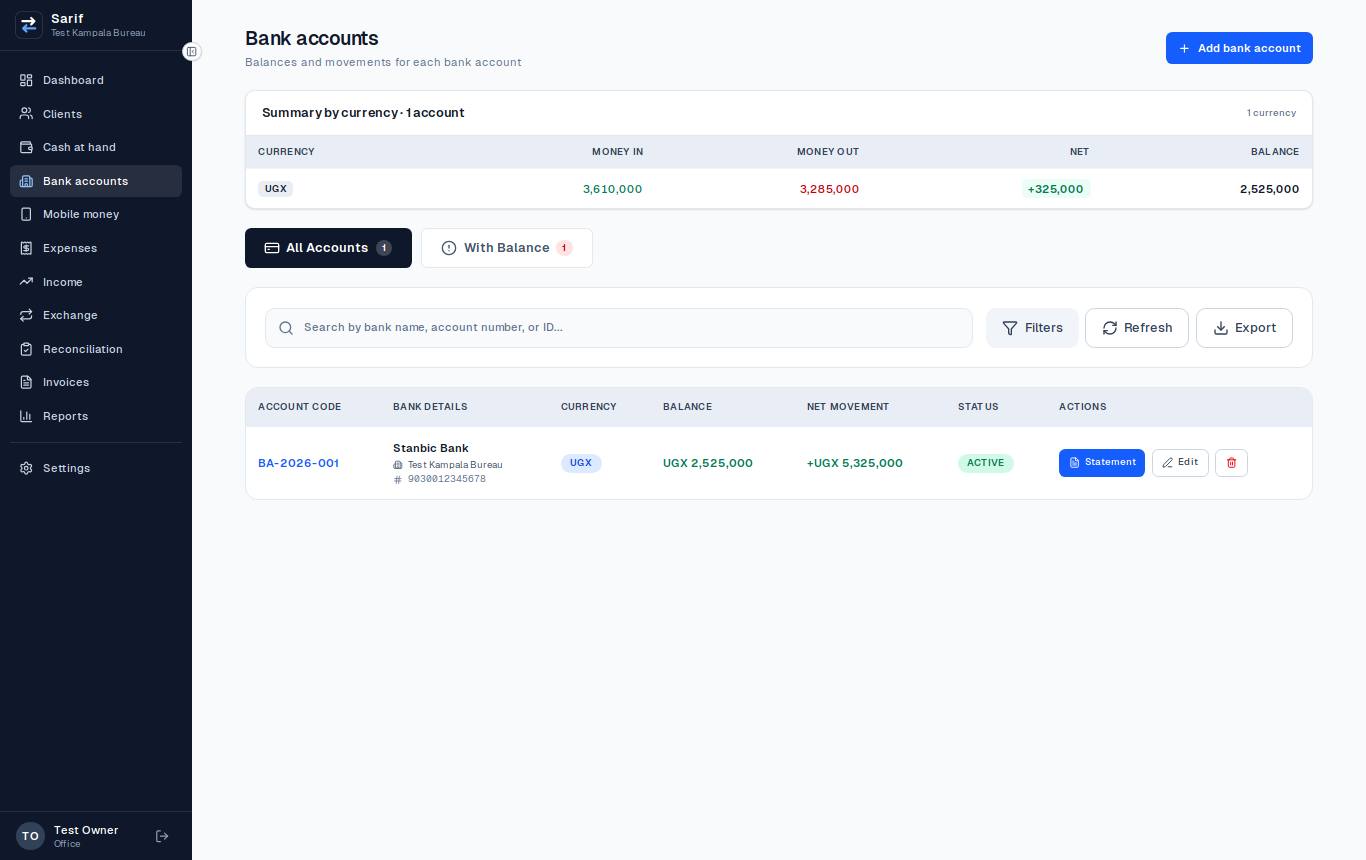 Sarif
Test Kampala Bureau
Dashboard
Clients
Cash at hand
Bank accounts
Mobile money
Expenses
Income
Exchange
Reconciliation
Invoices
Reports
Settings
TO
Test Owner
Office
Bank accounts
Balances and movements for each bank account
Add bank account
Summary by currency · 1 account
1 currency
CURRENCY MONEY IN MONEY OUT NET BALANCE
UGX 3,610,000 3,285,000 +325,000 2,525,000
All Accounts 1
With Balance 1
Search by bank name, account number, or ID...
Filters
Refresh
Export
ACCOUNT CODE BANK DETAILS CURRENCY BALANCE NET MOVEMENT STATUS ACTIONS
BA-2026-001
Stanbic Bank
Test Kampala Bureau
# 9030012345678
UGX
UGX 2,525,000
+UGX 5,325,000
ACTIVE
Statement
Edit